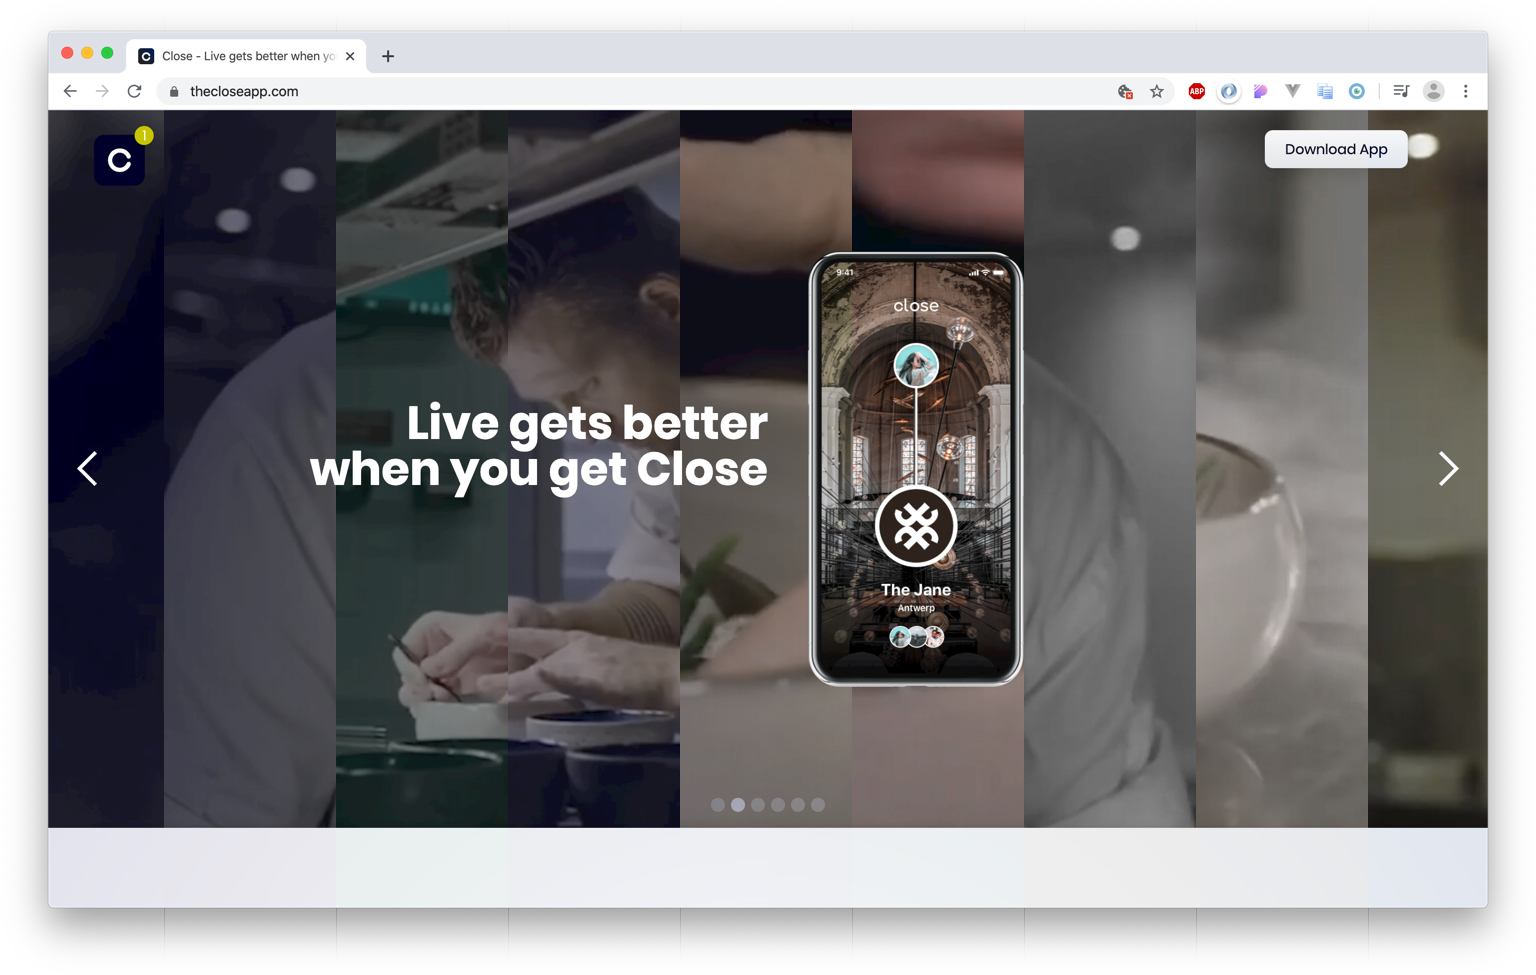 Close - Live gets better when yo
thecloseapp.com
ABP
1
Download App
9:41
close
Live gets better
when you get Close
The Jane
Antwerp